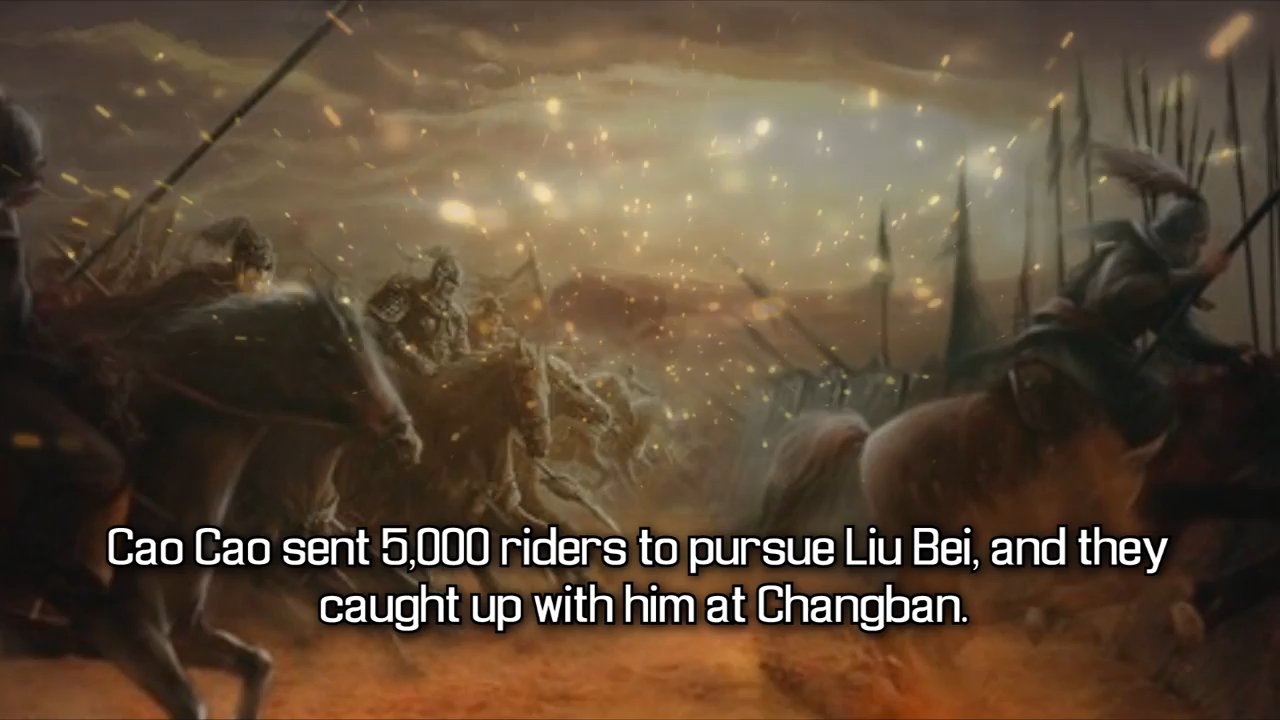 Cao Cao sent 5,000 riders to pursue Liu Bei, and they
caught up with him at Changban.